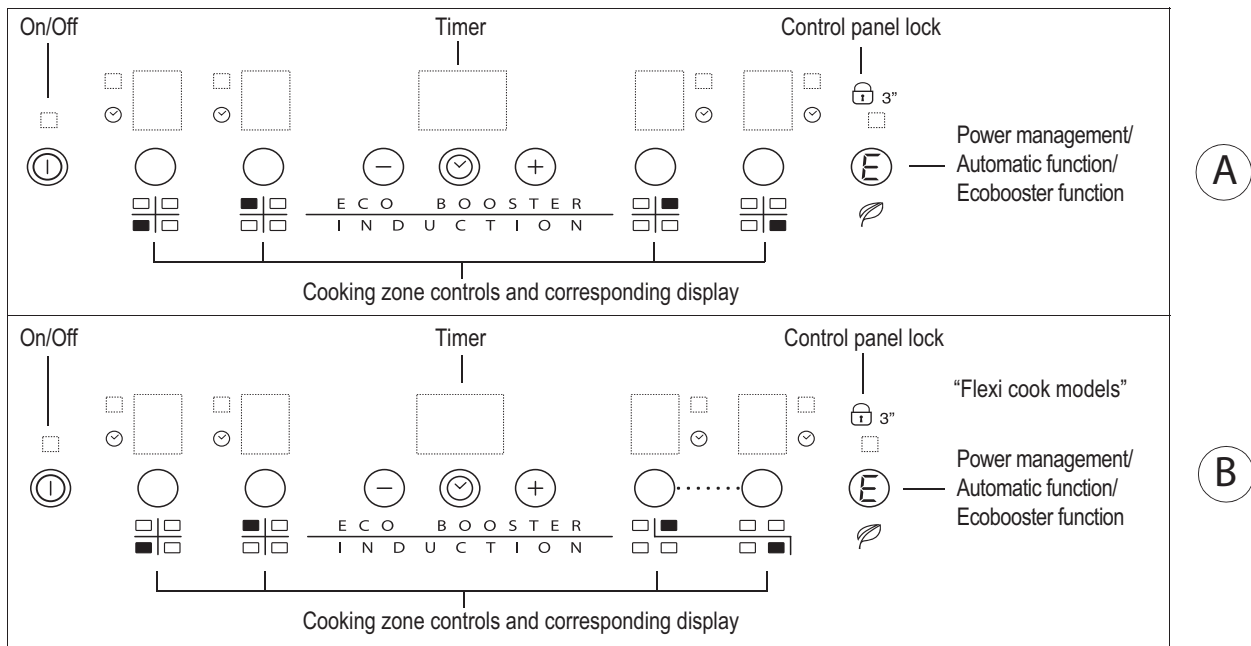 On/Off
Timer
Control panel lock
3”
Power management/
Automatic function/
Ecobooster function
E
A
ECO BOOSTER
INDUCTION
Cooking zone controls and corresponding display
On/Off
Timer
Control panel lock
“Flexi cook models”
3”
Power management/
Automatic function/
Ecobooster function
E
B
ECO BOOSTER
INDUCTION
Cooking zone controls and corresponding display